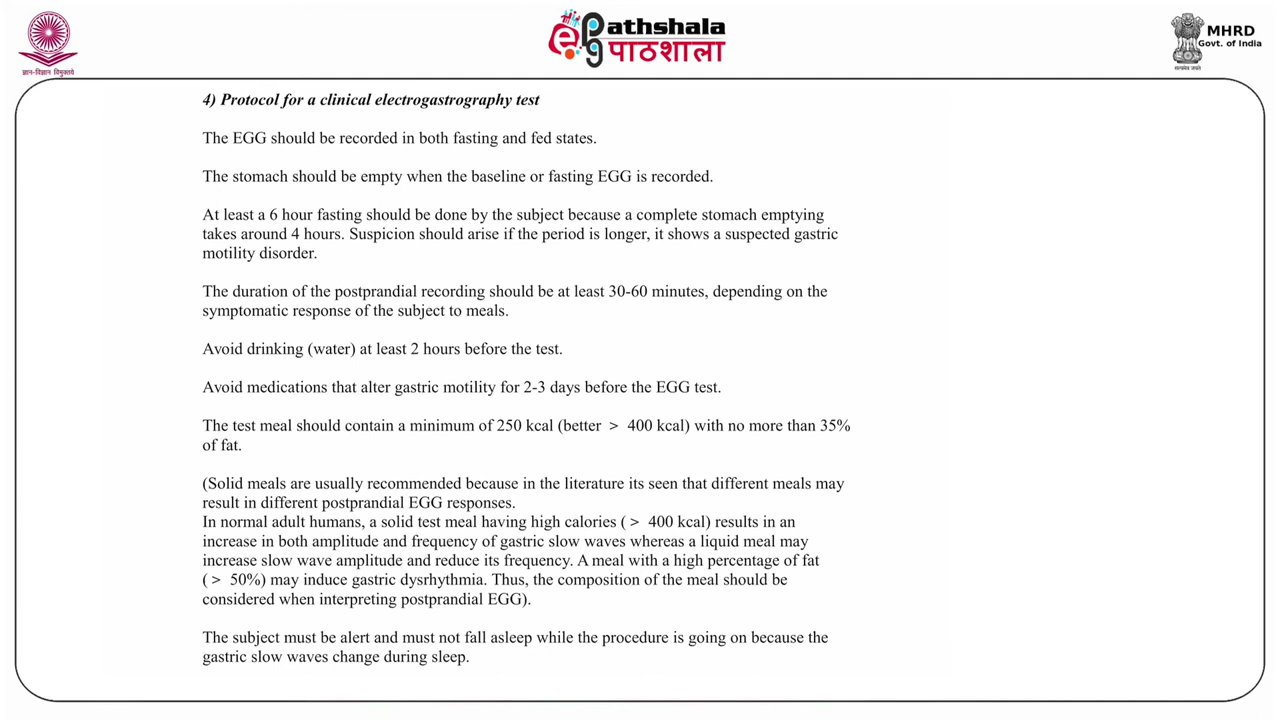 ज्ञान-विज्ञान विमुक्तये
epg
athshala
पाठशाला
सत्यमेव जयते
MHRD
Govt. of India
4) Protocol for a clinical electrogastrography test
The EGG should be recorded in both fasting and fed states.
The stomach should be empty when the baseline or fasting EGG is recorded.
At least a 6 hour fasting should be done by the subject because a complete stomach emptying
takes around 4 hours. Suspicion should arise if the period is longer, it shows a suspected gastric
motility disorder.
The duration of the postprandial recording should be at least 30-60 minutes, depending on the
symptomatic response of the subject to meals.
Avoid drinking (water) at least 2 hours before the test.
Avoid medications that alter gastric motility for 2-3 days before the EGG test.
The test meal should contain a minimum of 250 kcal (better > 400 kcal) with no more than 35%
of fat.
(Solid meals are usually recommended because in the literature its seen that different meals may
result in different postprandial EGG responses.
In normal adult humans, a solid test meal having high calories ( > 400 kcal) results in an
increase in both amplitude and frequency of gastric slow waves whereas a liquid meal may
increase slow wave amplitude and reduce its frequency. A meal with a high percentage of fat
( > 50%) may induce gastric dysrhythmia. Thus, the composition of the meal should be
considered when interpreting postprandial EGG).
The subject must be alert and must not fall asleep while the procedure is going on because the
gastric slow waves change during sleep.